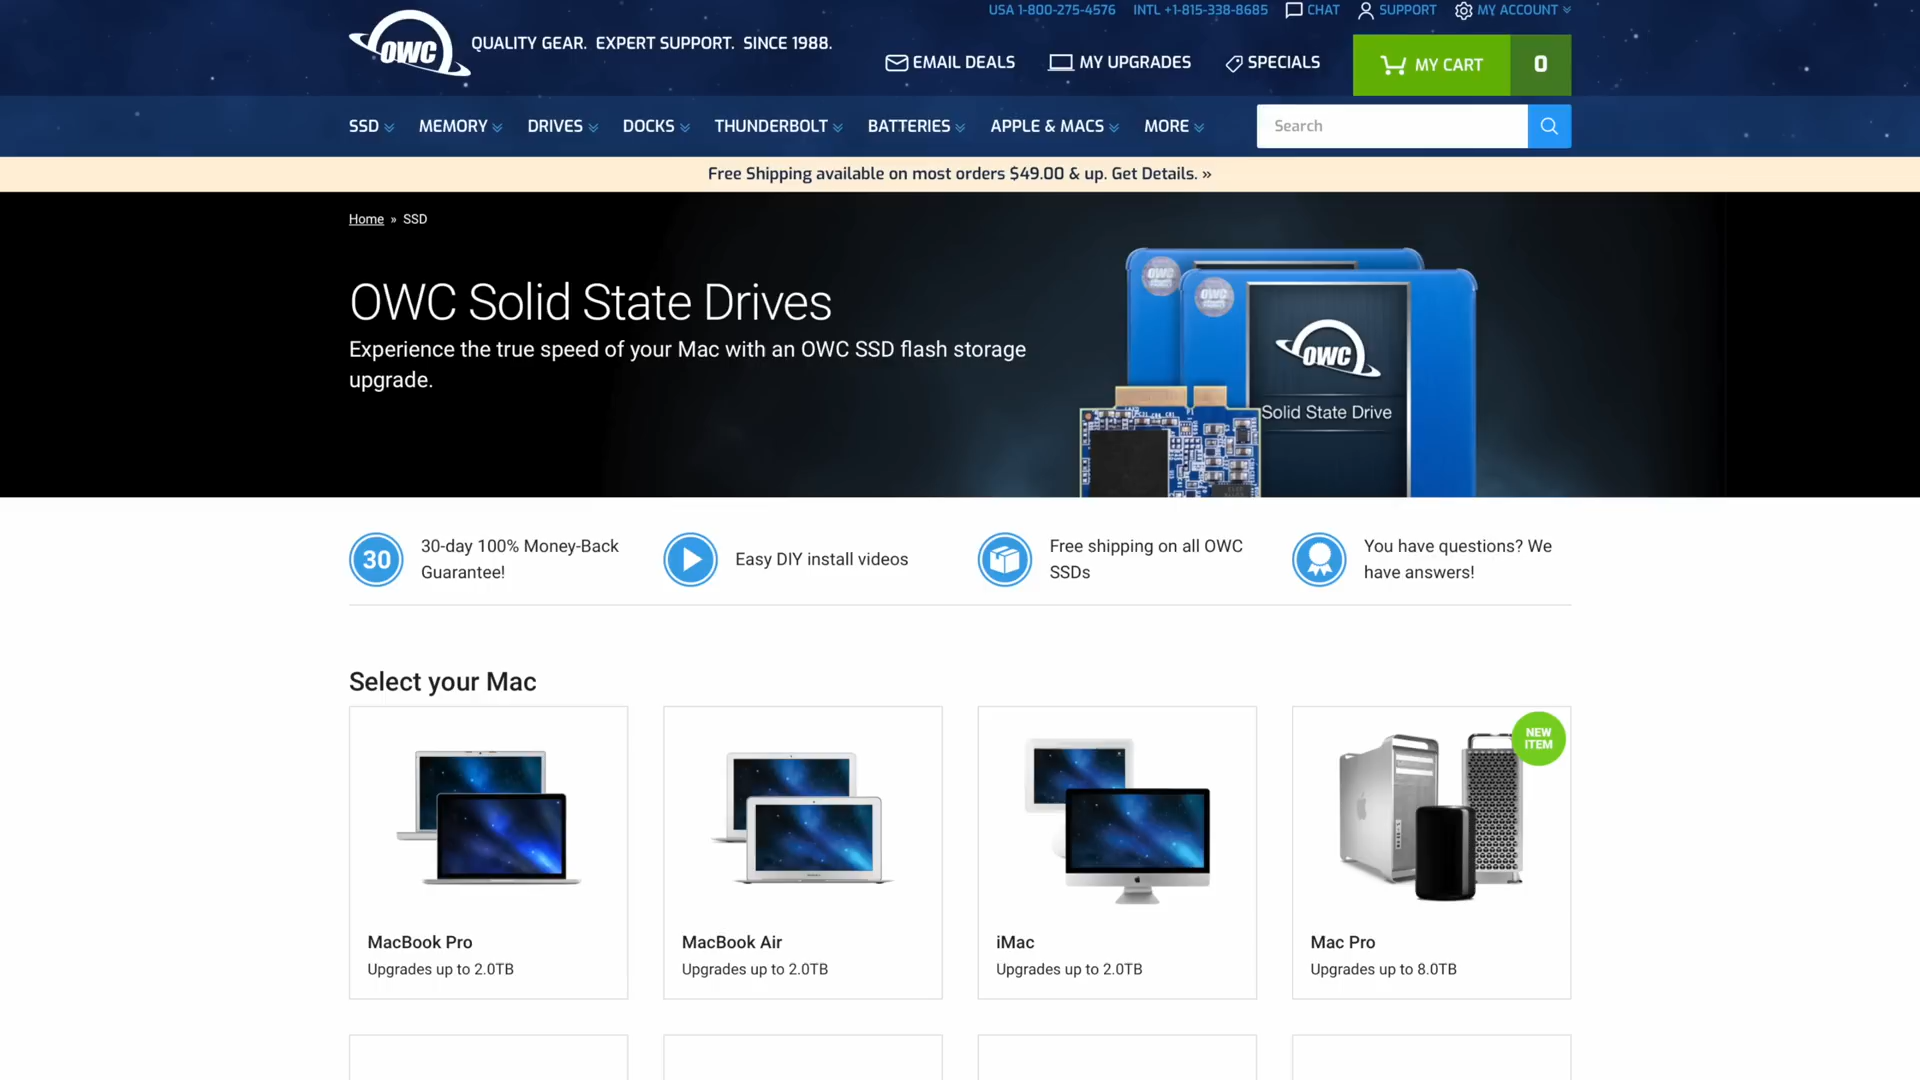 USA 1-800-275-4576 INTL +1-815-338-8685 CHAT SUPPORT MY ACCOUNT
OWC QUALITY GEAR. EXPERT SUPPORT. SINCE 1988.
EMAIL DEALS MY UPGRADES SPECIALS MY CART 0
SSD MEMORY DRIVES DOCKS THUNDERBOLT BATTERIES APPLE & MACS MORE Search
Free Shipping available on most orders $49.00 & up. Get Details. »
Home » SSD
OWC Solid State Drives
Experience the true speed of your Mac with an OWC SSD flash storage
upgrade.
OWC
OWC
OWC
Solid State Drive
30
30-day 100% Money-Back
Guarantee!
Easy DIY install videos
Free shipping on all OWC
SSDs
You have questions? We
have answers!
Select your Mac
NEW
ITEM
MacBook Pro
Upgrades up to 2.0TB
MacBook Air
Upgrades up to 2.0TB
iMac
Upgrades up to 2.0TB
Mac Pro
Upgrades up to 8.0TB